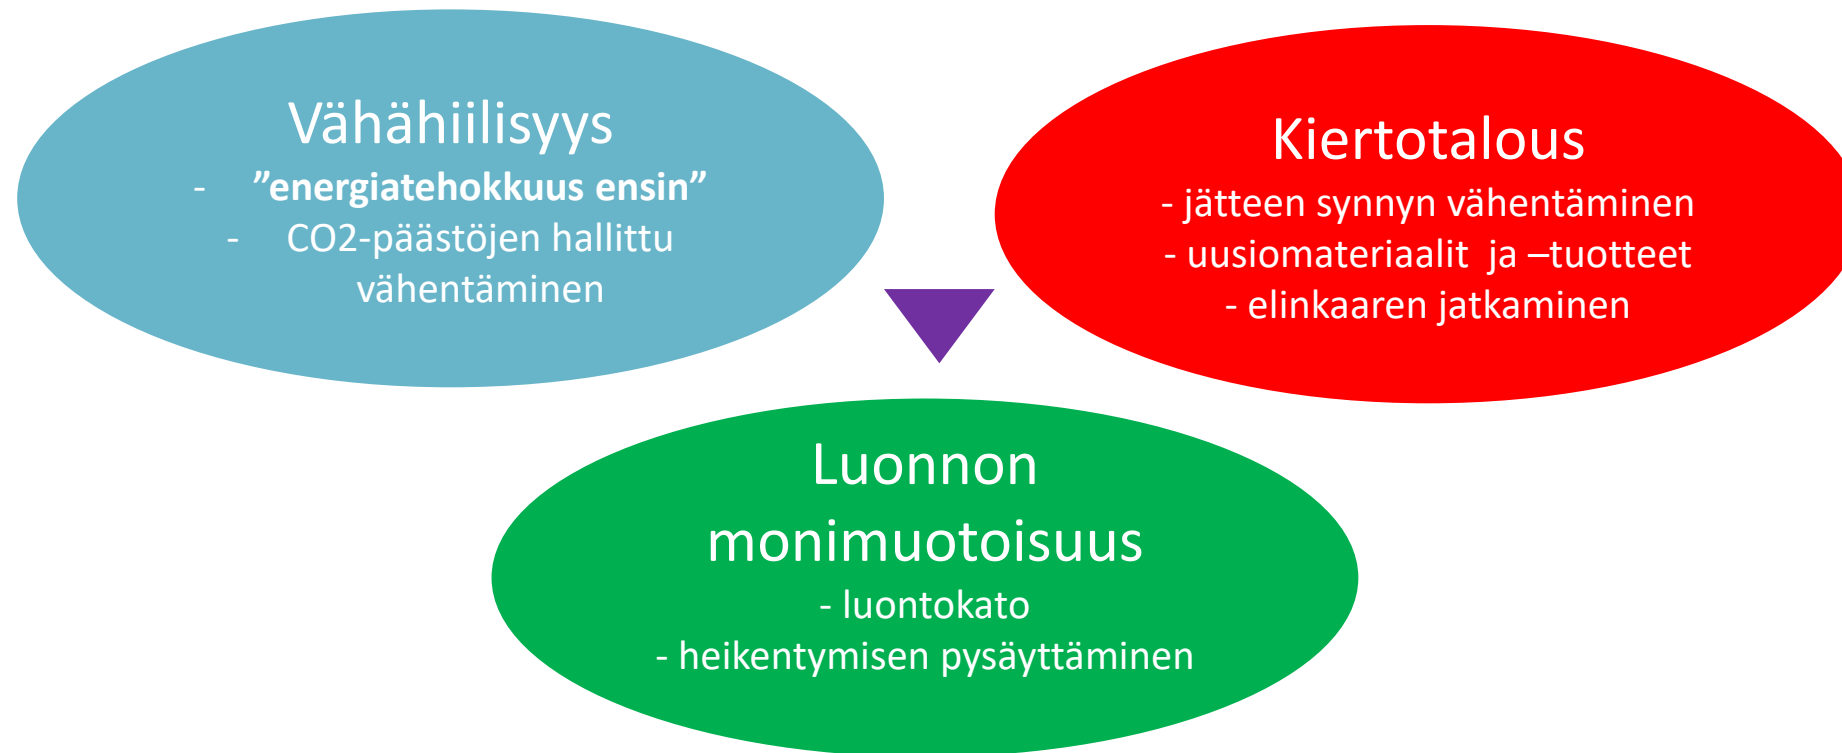 Vähähiilisyys
- ”energiatehokkuus ensin”
- CO2-päästöjen hallittu
vähentäminen
Kiertotalous
- jätteen synnyn vähentäminen
- uusiomateriaalit ja –tuotteet
- elinkaaren jatkaminen
Luonnon
monimuotoisuus
- luontokato
- heikentymisen pysäyttäminen